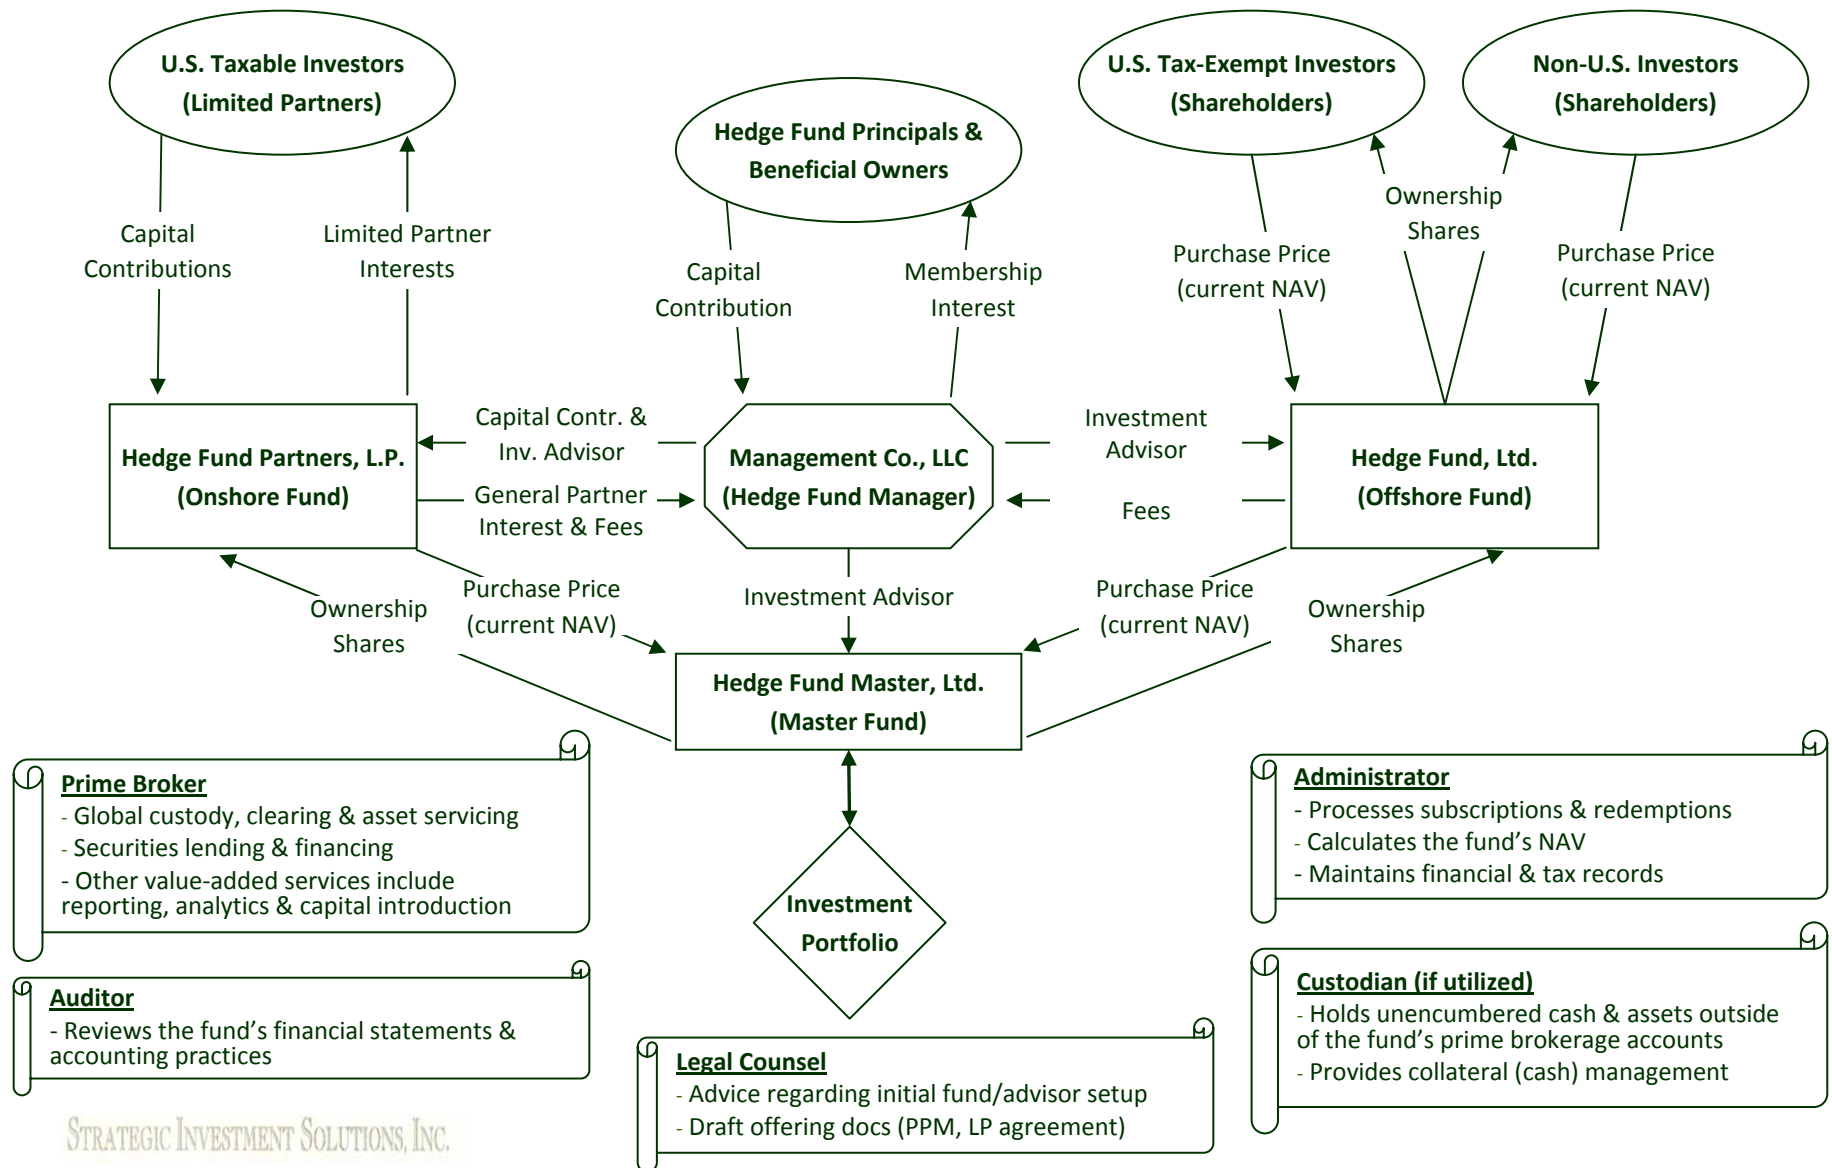 U.S. Taxable Investors
(Limited Partners)
Hedge Fund Principals &
Beneficial Owners
U.S. Tax-Exempt Investors
(Shareholders)
Non-U.S. Investors
(Shareholders)
Capital
Contributions
Limited Partner
Interests
Capital
Contribution
Membership
Interest
Purchase Price
(current NAV)
Ownership
Shares
Purchase Price
(current NAV)
Hedge Fund Partners, L.P.
(Onshore Fund)
Capital Contr. &
Inv. Advisor
General Partner
Interest & Fees
Management Co., LLC
(Hedge Fund Manager)
Investment
Advisor
Fees
Hedge Fund, Ltd.
(Offshore Fund)
Ownership
Shares
Purchase Price
(current NAV)
Investment Advisor
Purchase Price
(current NAV)
Ownership
Shares
Hedge Fund Master, Ltd.
(Master Fund)
Prime Broker
- Global custody, clearing & asset servicing
- Securities lending & financing
- Other value-added services include
reporting, analytics & capital introduction
Investment
Portfolio
Administrator
- Processes subscriptions & redemptions
- Calculates the fund’s NAV
- Maintains financial & tax records
Auditor
- Reviews the fund’s financial statements &
accounting practices
Custodian (if utilized)
- Holds unencumbered cash & assets outside
of the fund’s prime brokerage accounts
- Provides collateral (cash) management
Legal Counsel
- Advice regarding initial fund/advisor setup
- Draft offering docs (PPM, LP agreement)
STRATEGIC INVESTMENT SOLUTIONS, INC.